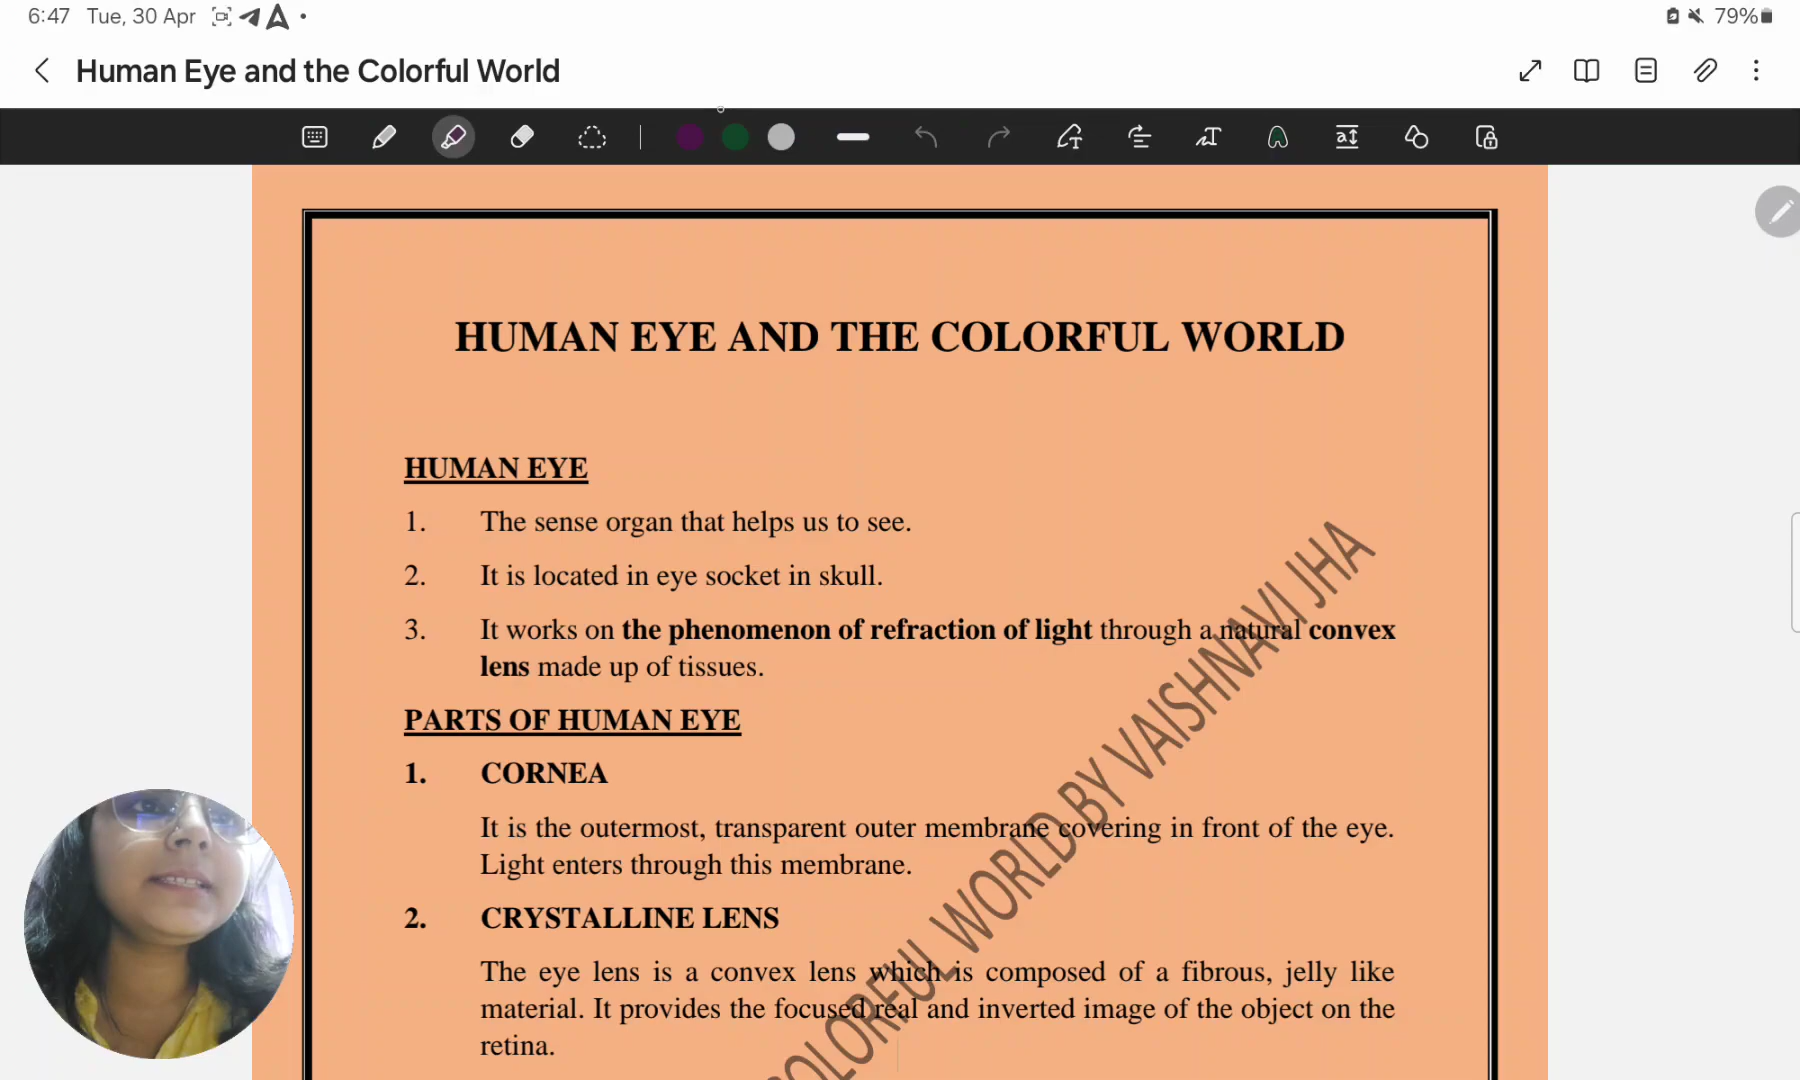 6:47 Tue, 30 Apr
79%
Human Eye and the Colorful World
HUMAN EYE AND THE COLORFUL WORLD
HUMAN EYE
1. The sense organ that helps us to see.
2. It is located in eye socket in skull.
3. It works on the phenomenon of refraction of light through a natural convex
lens made up of tissues.
PARTS OF HUMAN EYE
1. CORNEA
It is the outermost, transparent outer membrane covering in front of the eye.
Light enters through this membrane.
2. CRYSTALLINE LENS
The eye lens is a convex lens which is composed of a fibrous, jelly like
material. It provides the focused real and inverted image of the object on the
retina.
COLORFUL WORLD BY VAISHNAVI JHA